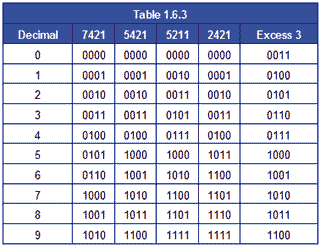 Table 1.6.3
Decimal 7421 5421 5211 2421 Excess 3
0 0000 0000 0000 0000 0011
1 0001 0001 0010 0001 0100
2 0010 0010 0011 0010 0101
3 0011 0011 0101 0011 0110
4 0100 0100 0111 0100 0111
5 0101 1000 1000 1011 1000
6 0110 1001 1010 1100 1001
7 1000 1010 1100 1101 1010
8 1001 1011 1101 1110 1011
9 1010 1100 1111 1111 1100